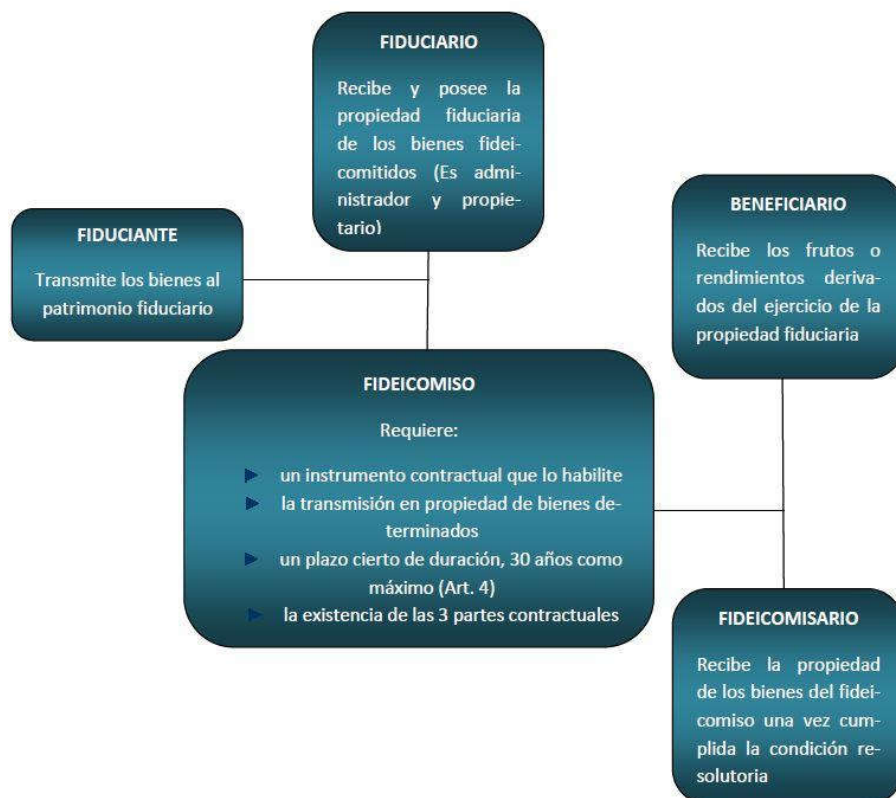 FIDUCIARIO
Recibe y posee la
propiedad fiduciaria
de los bienes fidei-
comitidos (Es admi-
nistrador y propie-
tario)
FIDUCIANTE
Transmite los bienes al
patrimonio fiduciario
BENEFICIARIO
Recibe los frutos o
rendimientos deriva-
dos del ejercicio de la
propiedad fiduciaria
FIDEICOMISO
Requiere:
► un instrumento contractual que lo habilite
► la transmisión en propiedad de bienes de-
terminados
► un plazo cierto de duración, 30 años como
máximo (Art. 4)
► la existencia de las 3 partes contractuales
FIDEICOMISARIO
Recibe la propiedad
de los bienes del fidei-
comiso una vez cum-
plida la condición re-
solutoria